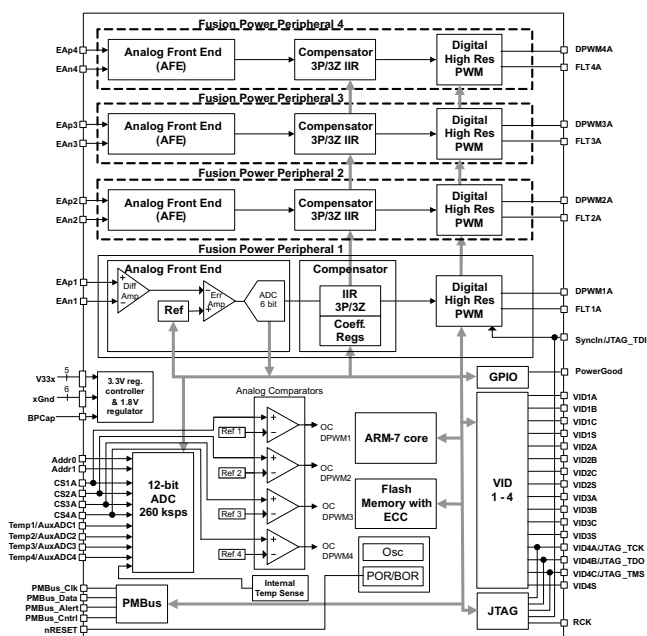 Fusion Power Peripheral 4
EAp4
EAn4
Analog Front End
(AFE)
Compensator
3P/3Z IIR
Digital
High Res
PWM
DPWM4A
FLT4A
Fusion Power Peripheral 3
EAp3
EAn3
Analog Front End
(AFE)
Compensator
3P/3Z IIR
Digital
High Res
PWM
DPWM3A
FLT3A
Fusion Power Peripheral 2
EAp2
EAn2
Analog Front End
(AFE)
Compensator
3P/3Z IIR
Digital
High Res
PWM
DPWM2A
FLT2A
Fusion Power Peripheral 1
Analog Front End
Compensator
EAp1
EAn1
+
Diff
Amp
−
Ref
−
Err
Amp
+
ADC
6 bit
IIR
3P/3Z
Coeff.
Regs
Digital
High Res
PWM
DPWM1A
FLT1A
SyncIn/JTAG_TDI
V33x
5
xGnd
6
BPCap
3.3V reg.
controller
& 1.8V
regulator
GPIO
PowerGood
Analog Comparators
+
−
Ref 1
OC
DPWM1
+
−
Ref 2
OC
DPWM2
+
−
Ref 3
OC
DPWM3
+
−
Ref 4
OC
DPWM4
ARM-7 core
Flash
Memory with
ECC
Osc
POR/BOR
Addr0
Addr1
CS1A
CS2A
CS3A
CS4A
Temp1/AuxADC1
Temp2/AuxADC2
Temp3/AuxADC3
Temp4/AuxADC4
12-bit
ADC
260 ksps
Internal
Temp Sense
VID
1 - 4
VID1A
VID1B
VID1C
VID1S
VID2A
VID2B
VID2C
VID2S
VID3A
VID3B
VID3C
VID3S
VID4A/JTAG_TCK
VID4B/JTAG_TDO
VID4C/JTAG_TMS
VID4S
PMBus_Clk
PMBus_Data
PMBus_Alert
PMBus_Cntrl
nRESET
PMBus
JTAG
RCK